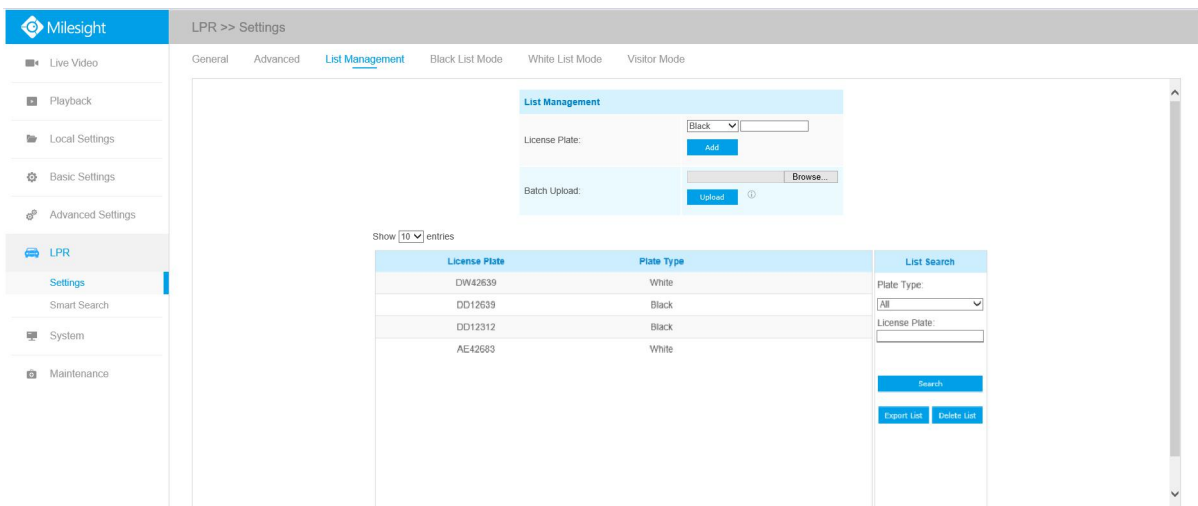 Milesight
LPR >> Settings
Live Video
Playback
Local Settings
Basic Settings
Advanced Settings
LPR
Settings
Smart Search
System
Maintenance
General Advanced List Management Black List Mode White List Mode Visitor Mode
List Management
License Plate:
Black
Add
Batch Upload:
Browse...
Upload
Show 10 entries
License Plate Plate Type
DW42639 White
DD12639 Black
DD12312 Black
AE42683 White
List Search
Plate Type:
All
License Plate:
Search
Export List Delete List